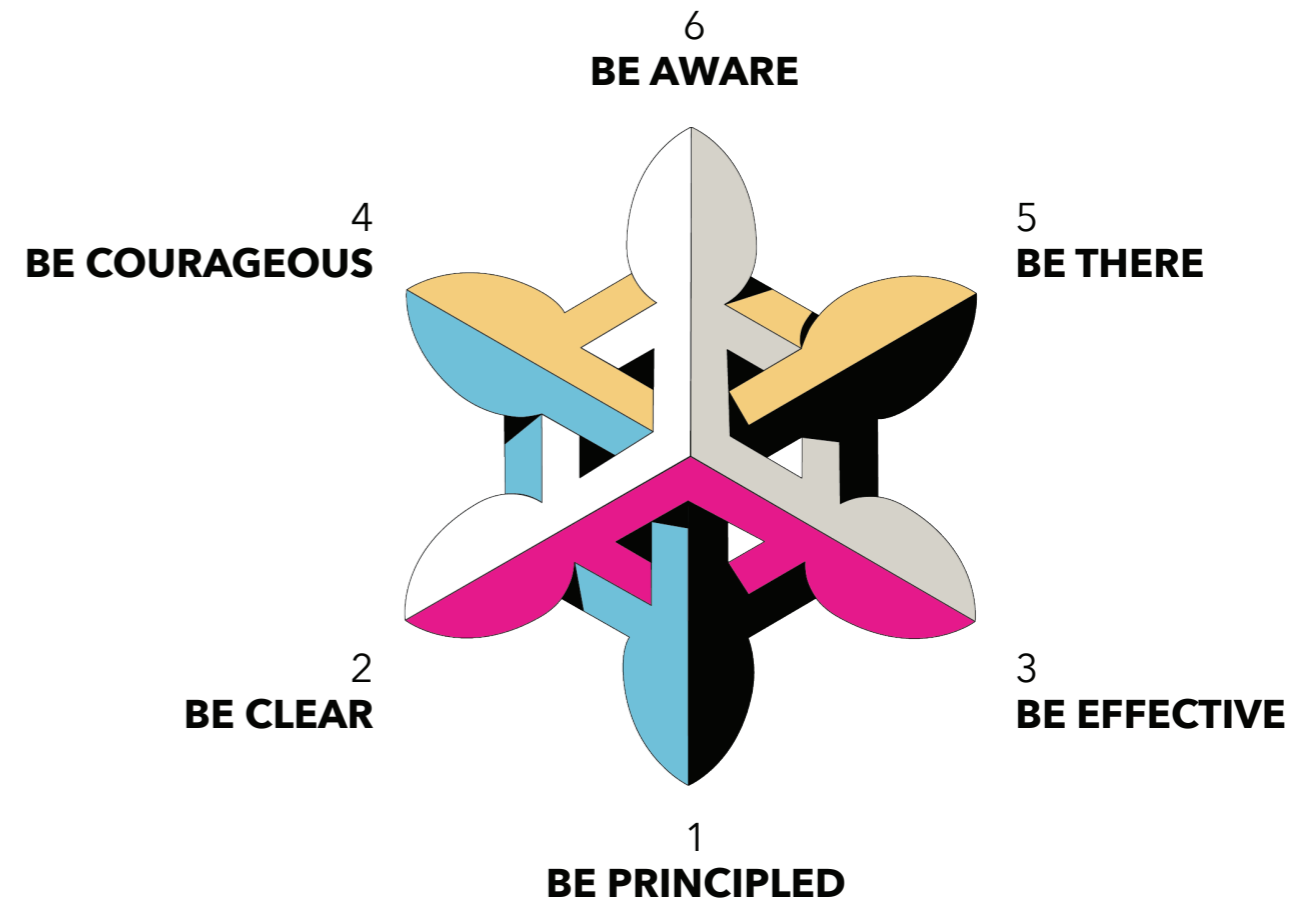 6
BE AWARE
4
BE COURAGEOUS
5
BE THERE
2
BE CLEAR
3
BE EFFECTIVE
1
BE PRINCIPLED